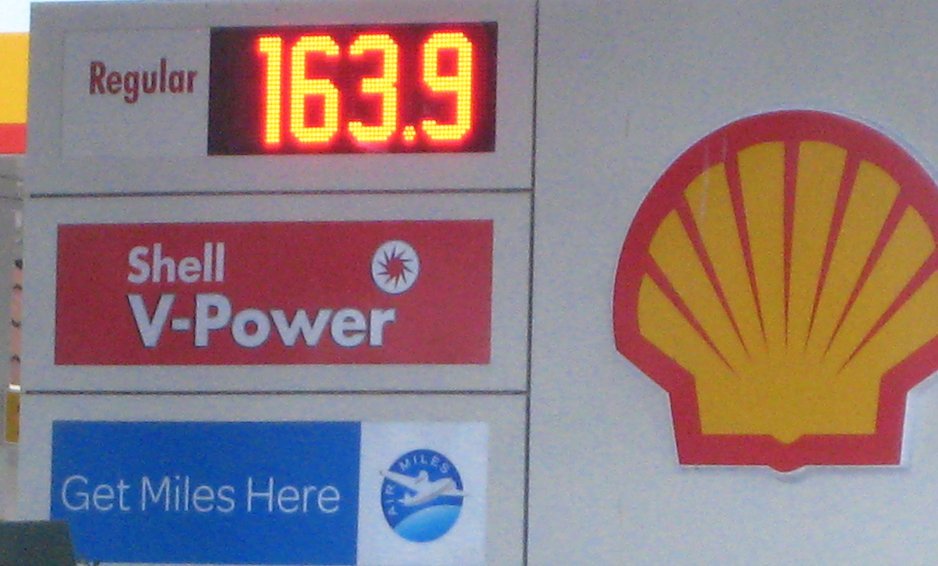 Regular 163.9
Shell
V-Power
Get Miles Here
AIR MILES